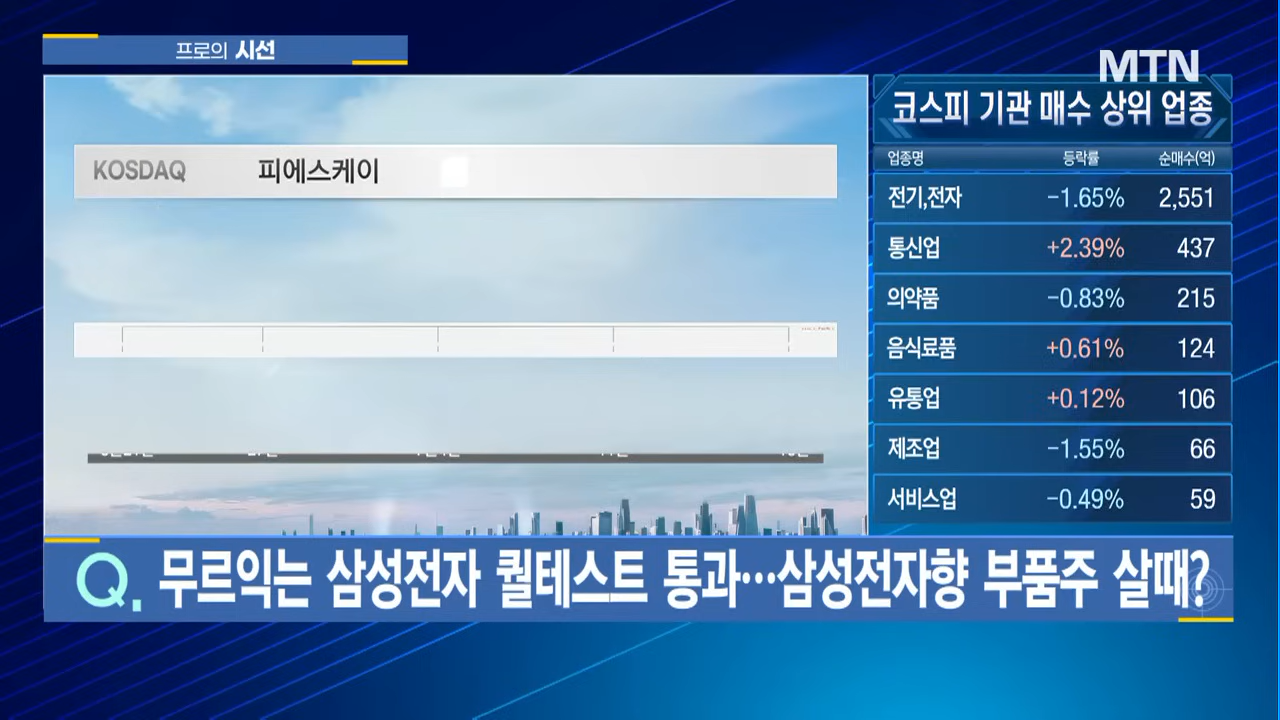 프로의 시선
MTN
KOSDAQ 피에스케이
코스피 기관 매수 상위 업종
업종명 등락률 순매수(억)
전기,전자 -1.65% 2,551
통신업 +2.39% 437
의약품 -0.83% 215
음식료품 +0.61% 124
유통업 +0.12% 106
제조업 -1.55% 66
서비스업 -0.49% 59
Q. 무르익는 삼성전자 퀄테스트 통과…삼성전자향 부품주 살때?